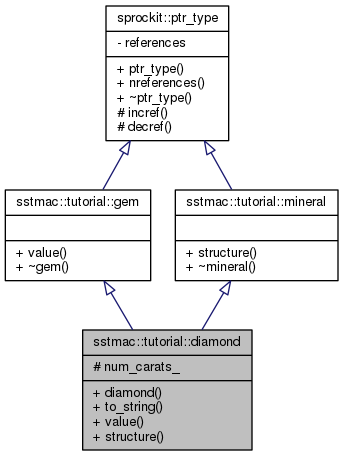 sprockit::ptr_type
- references
+ ptr_type()
+ nreferences()
+ ~ptr_type()
# incref()
# decref()
sstmac::tutorial::gem
+ value()
+ ~gem()
sstmac::tutorial::mineral
+ structure()
+ ~mineral()
sstmac::tutorial::diamond
# num_carats_
+ diamond()
+ to_string()
+ value()
+ structure()